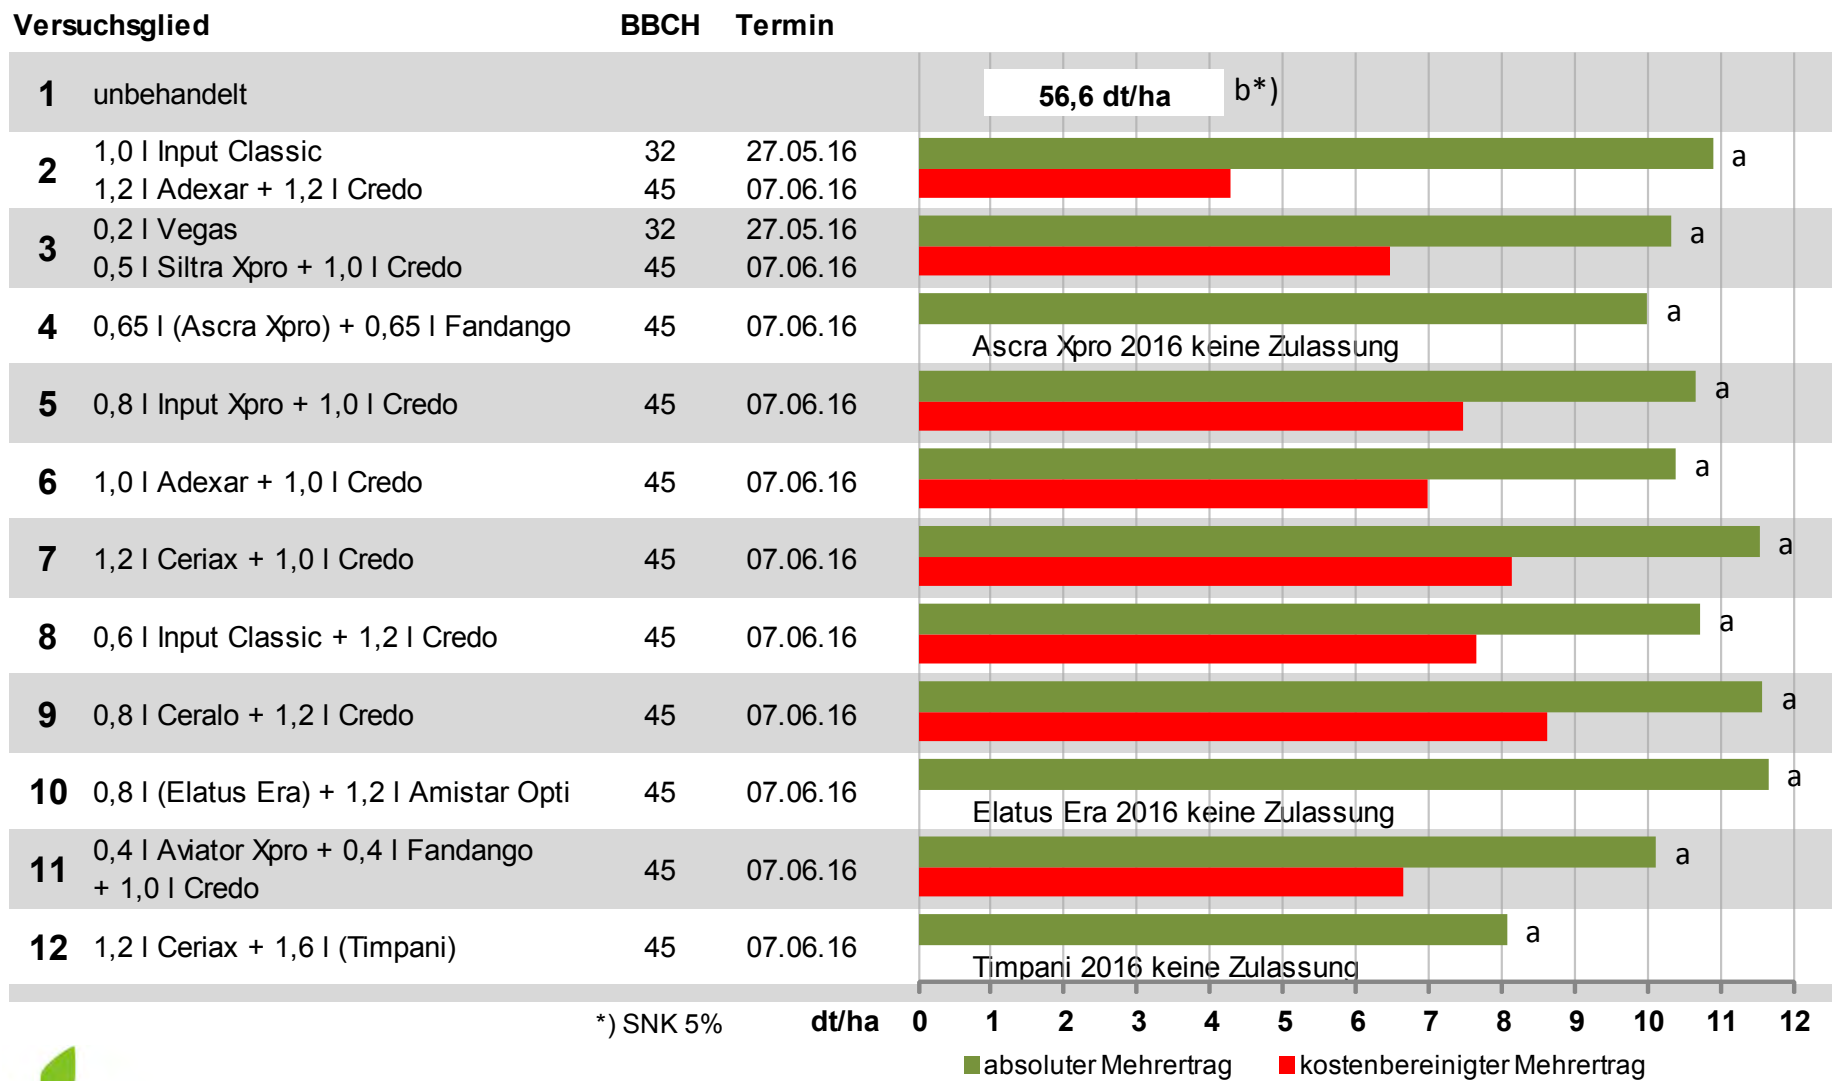 Versuchsglied BBCH Termin
1 unbehandelt 56,6 dt/ha b*)
2 1,0 l Input Classic 32 27.05.16 a
1,2 l Adexar + 1,2 l Credo 45 07.06.16
3 0,2 l Vegas 32 27.05.16 a
0,5 l Siltra Xpro + 1,0 l Credo 45 07.06.16
4 0,65 l (Ascra Xpro) + 0,65 l Fandango 45 07.06.16 a
Ascra Xpro 2016 keine Zulassung
5 0,8 l Input Xpro + 1,0 l Credo 45 07.06.16 a
6 1,0 l Adexar + 1,0 l Credo 45 07.06.16 a
7 1,2 l Ceriax + 1,0 l Credo 45 07.06.16 a
8 0,6 l Input Classic + 1,2 l Credo 45 07.06.16 a
9 0,8 l Ceralo + 1,2 l Credo 45 07.06.16 a
10 0,8 l (Elatus Era) + 1,2 l Amistar Opti 45 07.06.16 a
Elatus Era 2016 keine Zulassung
11 0,4 l Aviator Xpro + 0,4 l Fandango 45 07.06.16 a
+ 1,0 l Credo
12 1,2 l Ceriax + 1,6 l (Timpani) 45 07.06.16 a
Timpani 2016 keine Zulassung
*) SNK 5% dt/ha 0 1 2 3 4 5 6 7 8 9 10 11 12
absoluter Mehrertrag kostenbereinigter Mehrertrag